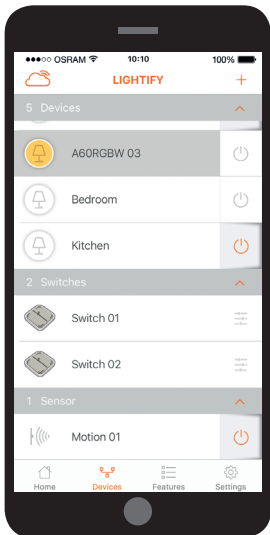 OSRAM 10:10 100%
LIGHTIFY +
5 Devices
A60RGBW 03
Bedroom
Kitchen
2 Switches
Switch 01
Switch 02
1 Sensor
Motion 01
Home Devices Features Settings